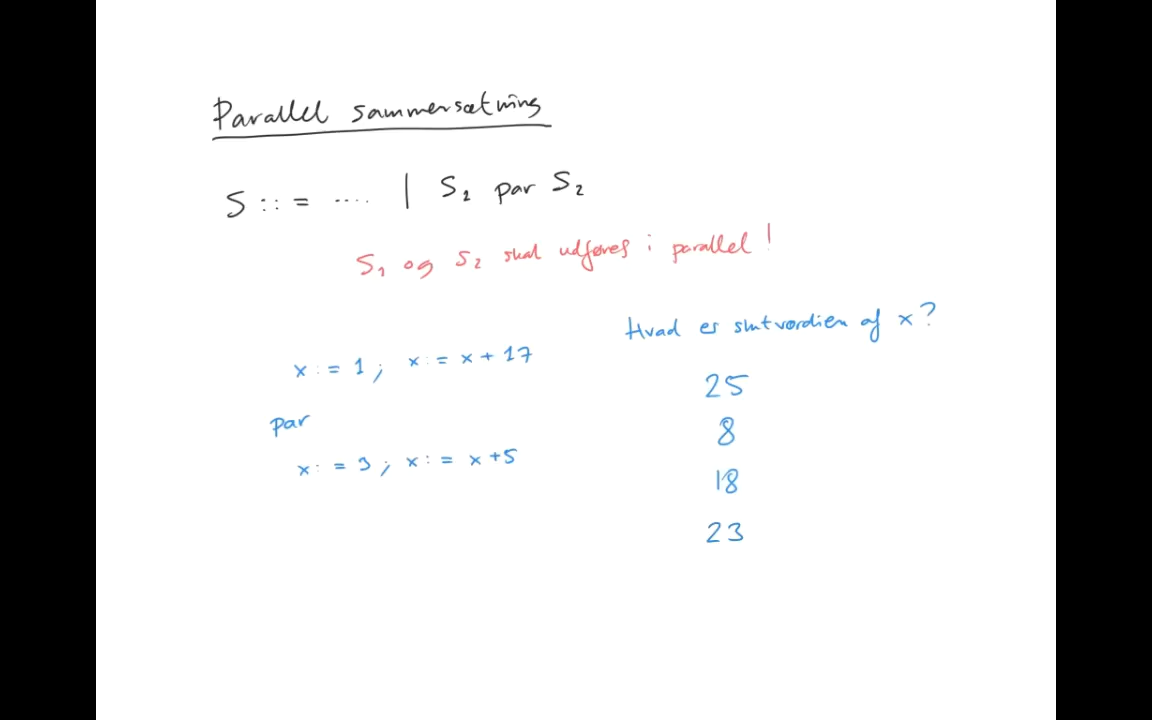 Parallel sammensætning
S ::= .... | S₂ par S₂
S₁ og S₂ skal udføres i parallel!
Hvad er slutværdien af x?
x := 1; x := x + 17
par
x := 3; x := x + 5
25
8
18
23